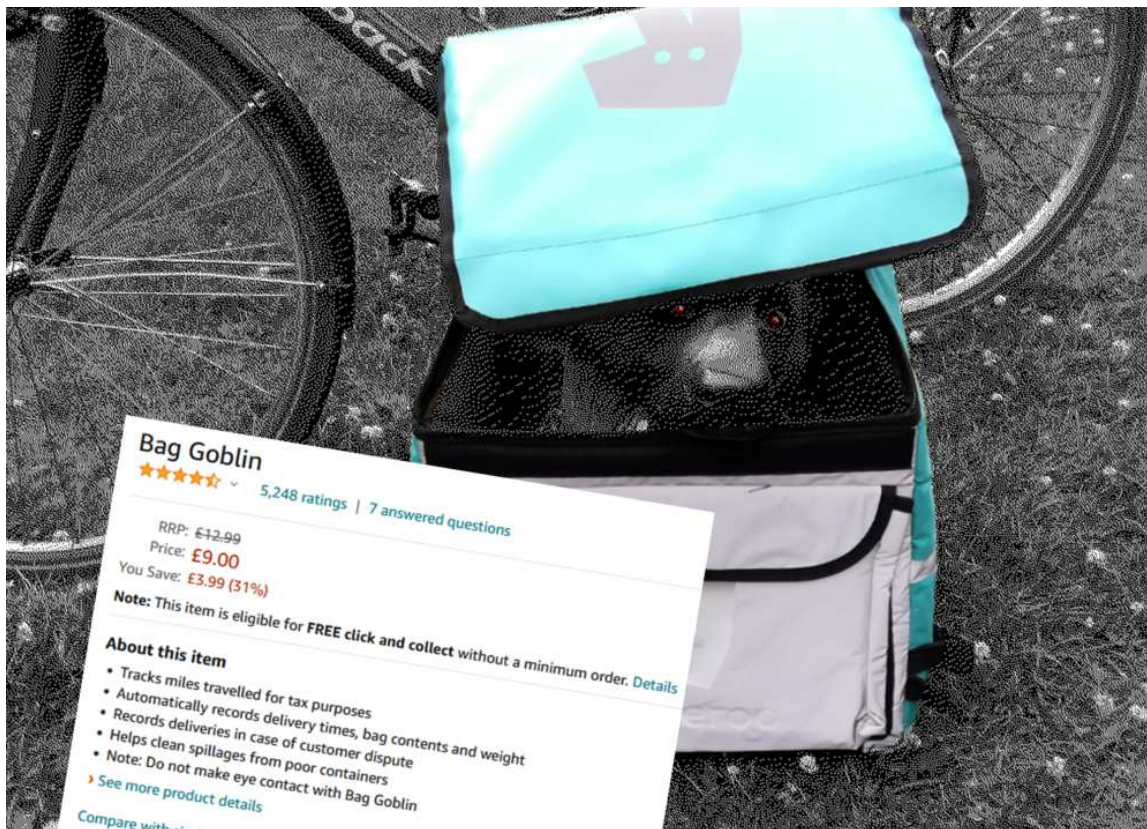 Bag Goblin
5,248 ratings | 7 answered questions
RRP: £12.99
Price: £9.00
You Save: £3.99 (31%)
Note: This item is eligible for FREE click and collect without a minimum order. Details
About this item
• Tracks miles travelled for tax purposes
• Automatically records delivery times, bag contents and weight
• Records deliveries in case of customer dispute
• Helps clean spillages from poor containers
• Note: Do not make eye contact with Bag Goblin
› See more product details
Compare with